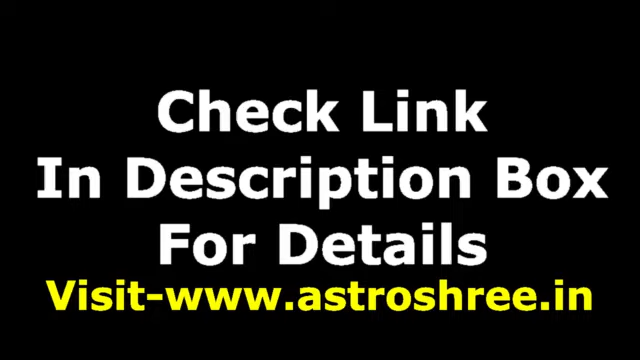 Check Link
In Description Box
For Details
Visit-www.astroshree.in